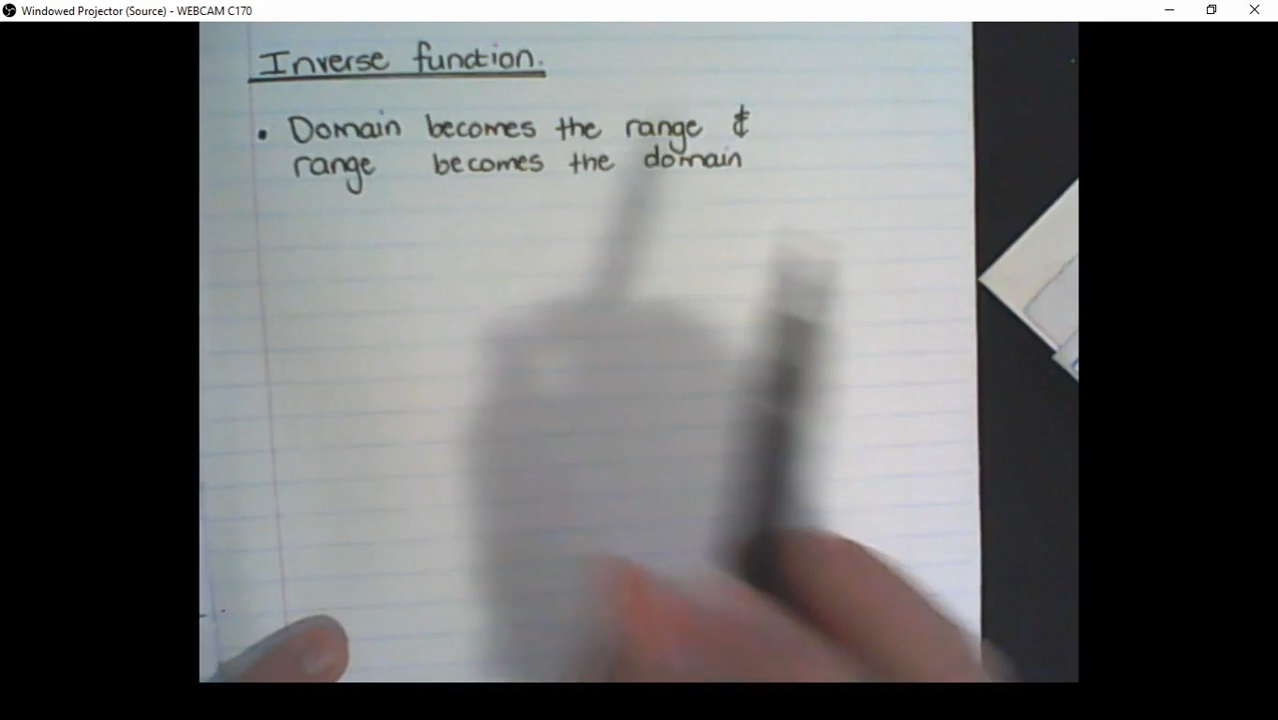 Windowed Projector (Source) - WEBCAM C170
Inverse function.
• Domain becomes the range &
range becomes the domain